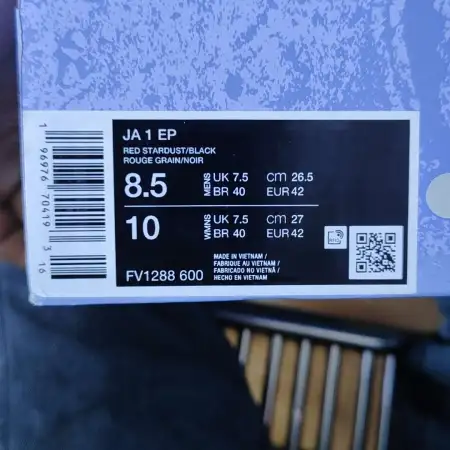 JA 1 EP
RED STARDUST/BLACK
ROUGE GRAIN/NOIR
8.5 MENS UK 7.5 CM 26.5
BR 40 EUR 42
10 WMNS UK 7.5 CM 27
BR 40 EUR 42
MADE IN VIETNAM /
FABRIQUE AU VIETNAM /
FABRICADO NO VIETNÃ /
HECHO EN VIETNAM
FV1288 600
1 96976 70419 3 16